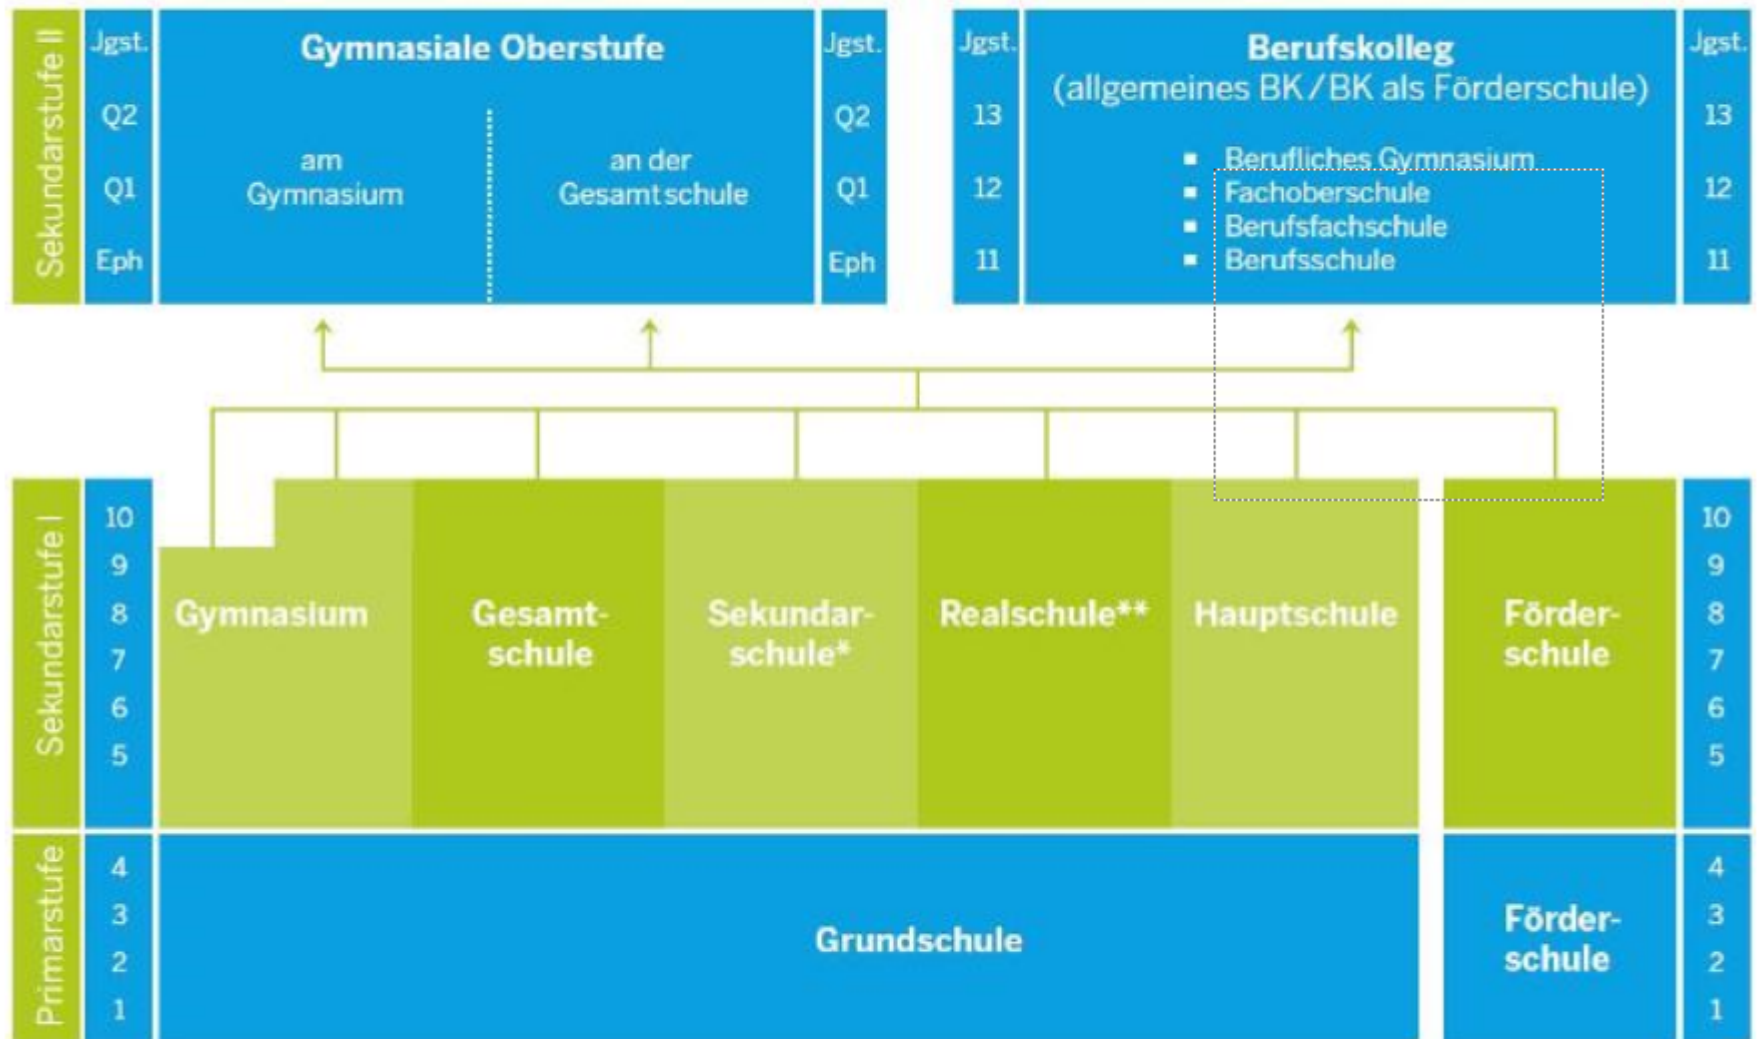 Sekundarstufe II
Jgst.
Q2
Q1
Eph
Gymnasiale Oberstufe
am
Gymnasium
an der
Gesamtschule
Jgst.
Q2
Q1
Eph
Jgst.
13
12
11
Berufskolleg
(allgemeines BK/BK als Förderschule)
▪ Berufliches Gymnasium
▪ Fachoberschule
▪ Berufsfachschule
▪ Berufsschule
Jgst.
13
12
11
Sekundarstufe I
10
9
8
7
6
5
Gymnasium
Gesamt-
schule
Sekundar-
schule*
Realschule**
Hauptschule
Förder-
schule
10
9
8
7
6
5
Primarstufe
4
3
2
1
Grundschule
Förder-
schule
4
3
2
1